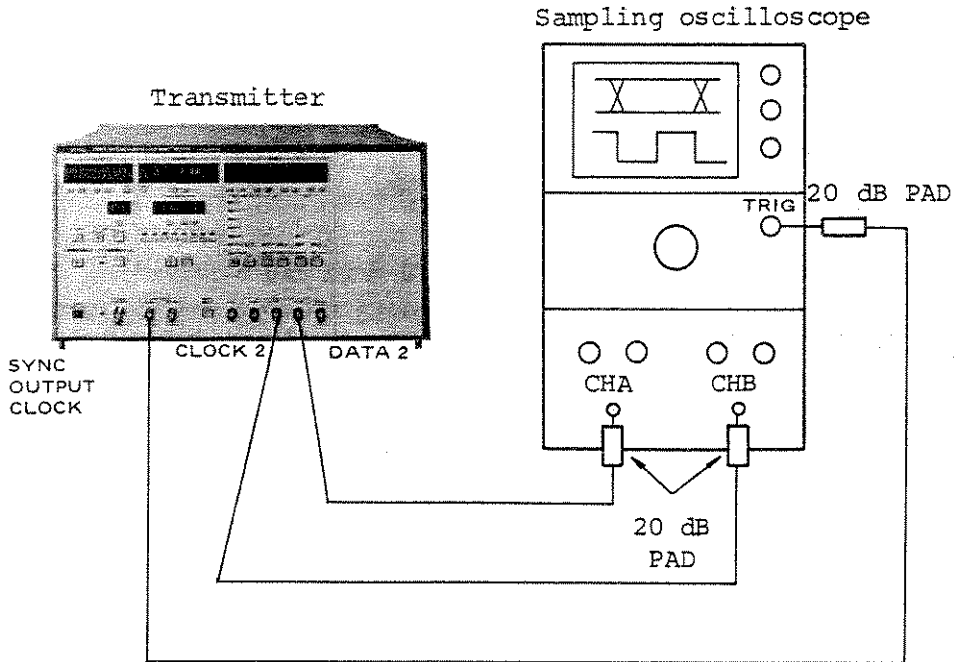 Sampling oscilloscope
Transmitter
20 dB PAD
TRIG
SYNC
OUTPUT
CLOCK
CLOCK 2
DATA 2
CHA
CHB
20 dB
PAD